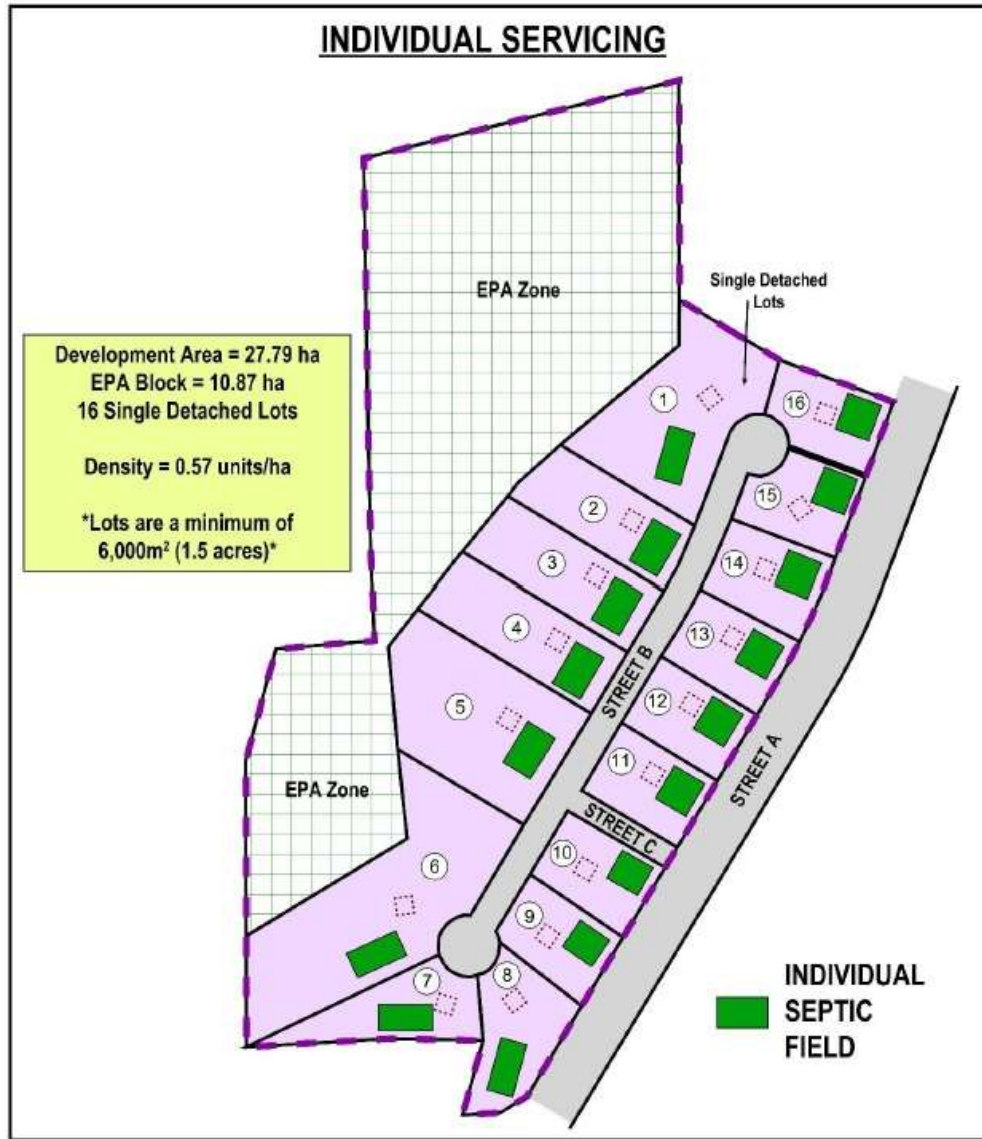 INDIVIDUAL SERVICING
EPA Zone
Single Detached
Lots
Development Area = 27.79 ha
EPA Block = 10.87 ha
16 Single Detached Lots
Density = 0.57 units/ha
*Lots are a minimum of
6,000m² (1.5 acres)*
1
16
2
15
3
14
4
13
5
12
STREET B
11
STREET A
EPA Zone
STREET C
10
6
9
7
8
INDIVIDUAL
SEPTIC
FIELD